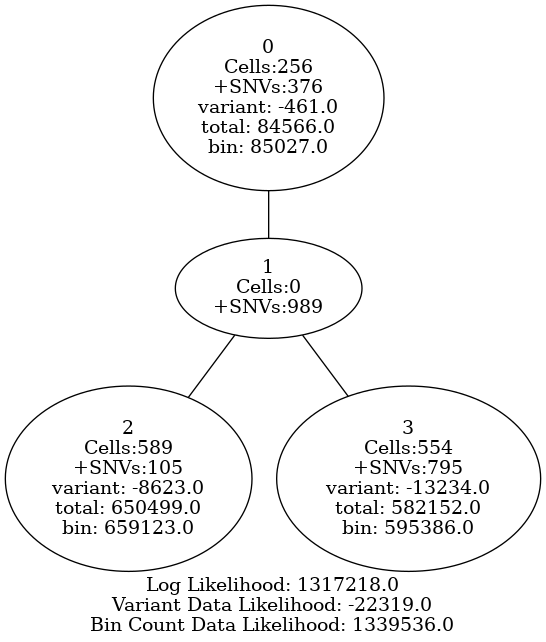 0
Cells:256
+SNVs:376
variant: -461.0
total: 84566.0
bin: 85027.0
1
Cells:0
+SNVs:989
2
Cells:589
+SNVs:105
variant: -8623.0
total: 650499.0
bin: 659123.0
3
Cells:554
+SNVs:795
variant: -13234.0
total: 582152.0
bin: 595386.0
Log Likelihood: 1317218.0
Variant Data Likelihood: -22319.0
Bin Count Data Likelihood: 1339536.0